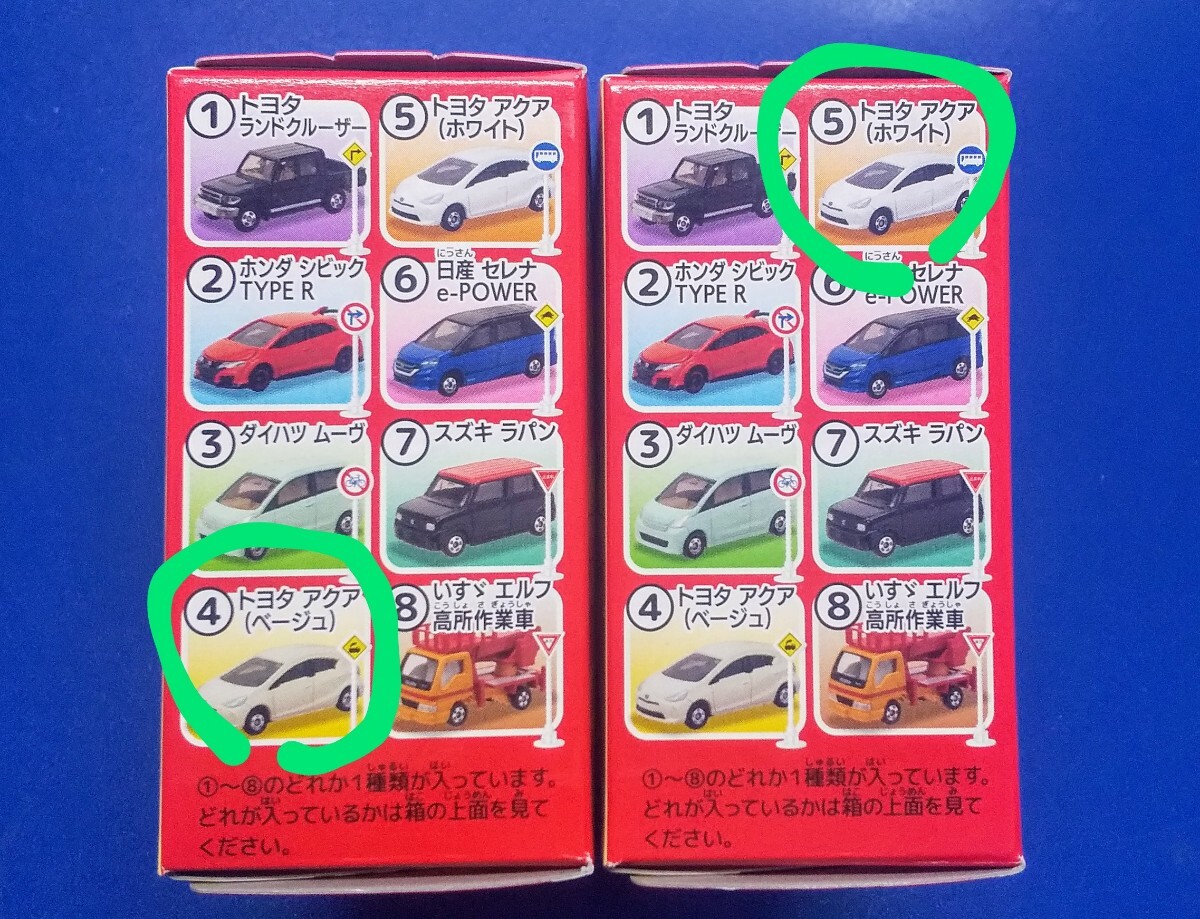 ① トヨタ
ランドクルーザー
② ホンダ シビック
TYPE R
③ ダイハツ ムーヴ
④ トヨタ アクア
(ベージュ)
⑤ トヨタ アクア
(ホワイト)
⑥ 日産 セレナ
にっさん
e-POWER
⑦ スズキ ラパン
⑧ いすゞ エルフ
こうしょ さぎょうしゃ
高所作業車
しゅるい はい
①～⑧のどれか1種類が入っています。
はい はこ じょうめん み
どれが入っているかは箱の上面を見て
ください。
① トヨタ
ランドクルーザー
② ホンダ シビック
TYPE R
③ ダイハツ ムーヴ
④ トヨタ アクア
(ベージュ)
⑤ トヨタ アクア
(ホワイト)
にっさん
⑥ セレナ
e-POWER
⑦ スズキ ラパン
⑧ いすゞ エルフ
こうしょ さぎょうしゃ
高所作業車
しゅるい はい
①～⑧のどれか1種類が入っています。
はい はこ じょうめん み
どれが入っているかは箱の上面を見て
ください。